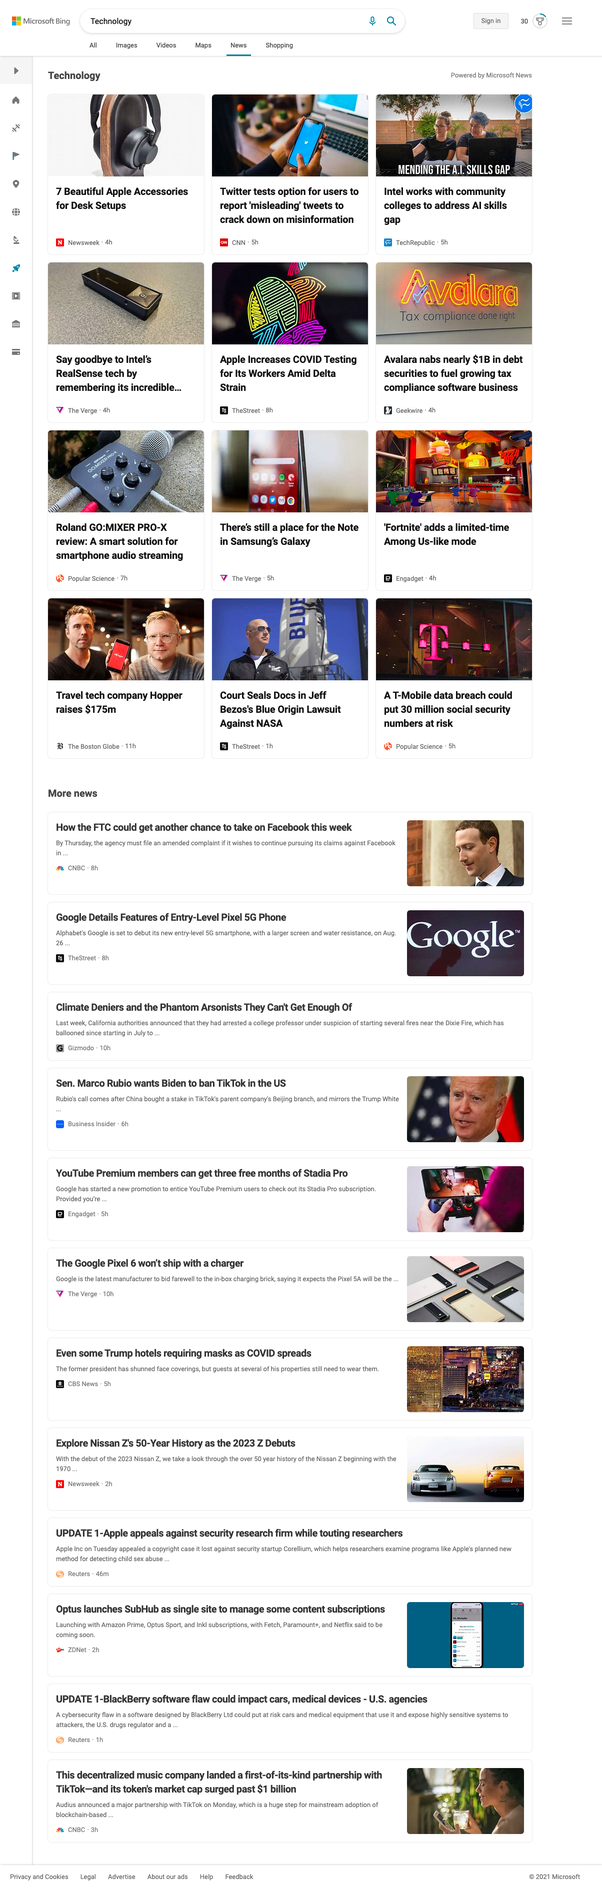 Microsoft Bing
Technology
Sign in
30
All Images Videos Maps News Shopping
Technology
Powered by Microsoft News
7 Beautiful Apple Accessories
for Desk Setups
Newsweek · 4h
Twitter tests option for users to
report 'misleading' tweets to
crack down on misinformation
CNN · 5h
MENDING THE A.I. SKILLS GAP
Intel works with community
colleges to address AI skills
gap
TechRepublic · 5h
Say goodbye to Intel's
RealSense tech by
remembering its incredible…
The Verge · 4h
Apple Increases COVID Testing
for Its Workers Amid Delta
Strain
TheStreet · 8h
Avalara
Tax compliance done right
Avalara nabs nearly $1B in debt
securities to fuel growing tax
compliance software business
Geekwire · 4h
Roland GO:MIXER PRO-X
review: A smart solution for
smartphone audio streaming
Popular Science · 7h
There's still a place for the Note
in Samsung's Galaxy
The Verge · 5h
'Fortnite' adds a limited-time
Among Us-like mode
Engadget · 4h
Travel tech company Hopper
raises $175m
The Boston Globe · 11h
BLUE
Court Seals Docs in Jeff
Bezos's Blue Origin Lawsuit
Against NASA
TheStreet · 1h
T
A T-Mobile data breach could
put 30 million social security
numbers at risk
Popular Science · 5h
More news
How the FTC could get another chance to take on Facebook this week
By Thursday, the agency must file an amended complaint if it wishes to continue pursuing its claims against Facebook
in ...
CNBC · 8h
Google Details Features of Entry-Level Pixel 5G Phone
Alphabet's Google is set to debut its new entry-level 5G smartphone, with a larger screen and water resistance, on Aug.
26 ...
TheStreet · 8h
Google™
Climate Deniers and the Phantom Arsonists They Can't Get Enough Of
Last week, California authorities announced that they had arrested a college professor under suspicion of starting several fires near the Dixie Fire, which has
ballooned since starting in July to ...
Gizmodo · 10h
Sen. Marco Rubio wants Biden to ban TikTok in the US
Rubio's call comes after China bought a stake in TikTok's parent company's Beijing branch, and mirrors the Trump White
...
Business Insider · 6h
YouTube Premium members can get three free months of Stadia Pro
Google has started a new promotion to entice YouTube Premium users to check out its Stadia Pro subscription.
Provided you're ...
Engadget · 5h
The Google Pixel 6 won't ship with a charger
Google is the latest manufacturer to bid farewell to the in-box charging brick, saying it expects the Pixel 5A will be the ...
The Verge · 10h
Even some Trump hotels requiring masks as COVID spreads
The former president has shunned face coverings, but guests at several of his properties still need to wear them.
CBS News · 5h
Explore Nissan Z's 50-Year History as the 2023 Z Debuts
With the debut of the 2023 Nissan Z, we take a look through the over 50 year history of the Nissan Z beginning with the
1970 ...
Newsweek · 2h
UPDATE 1-Apple appeals against security research firm while touting researchers
Apple Inc on Tuesday appealed a copyright case it lost against security startup Corellium, which helps researchers examine programs like Apple's planned new
method for detecting child sex abuse ...
Reuters · 46m
Optus launches SubHub as single site to manage some content subscriptions
Launching with Amazon Prime, Optus Sport, and Inkl subscriptions, with Fetch, Paramount+, and Netflix said to be
coming soon.
ZDNet · 2h
UPDATE 1-BlackBerry software flaw could impact cars, medical devices - U.S. agencies
A cybersecurity flaw in a software designed by BlackBerry Ltd could put at risk cars and medical equipment that use it and expose highly sensitive systems to
attackers, the U.S. drugs regulator and a ...
Reuters · 1h
This decentralized music company landed a first-of-its-kind partnership with
TikTok—and its token's market cap surged past $1 billion
Audius announced a major partnership with TikTok on Monday, which is a huge step for mainstream adoption of
blockchain-based ...
CNBC · 3h
Privacy and Cookies Legal Advertise About our ads Help Feedback
© 2021 Microsoft